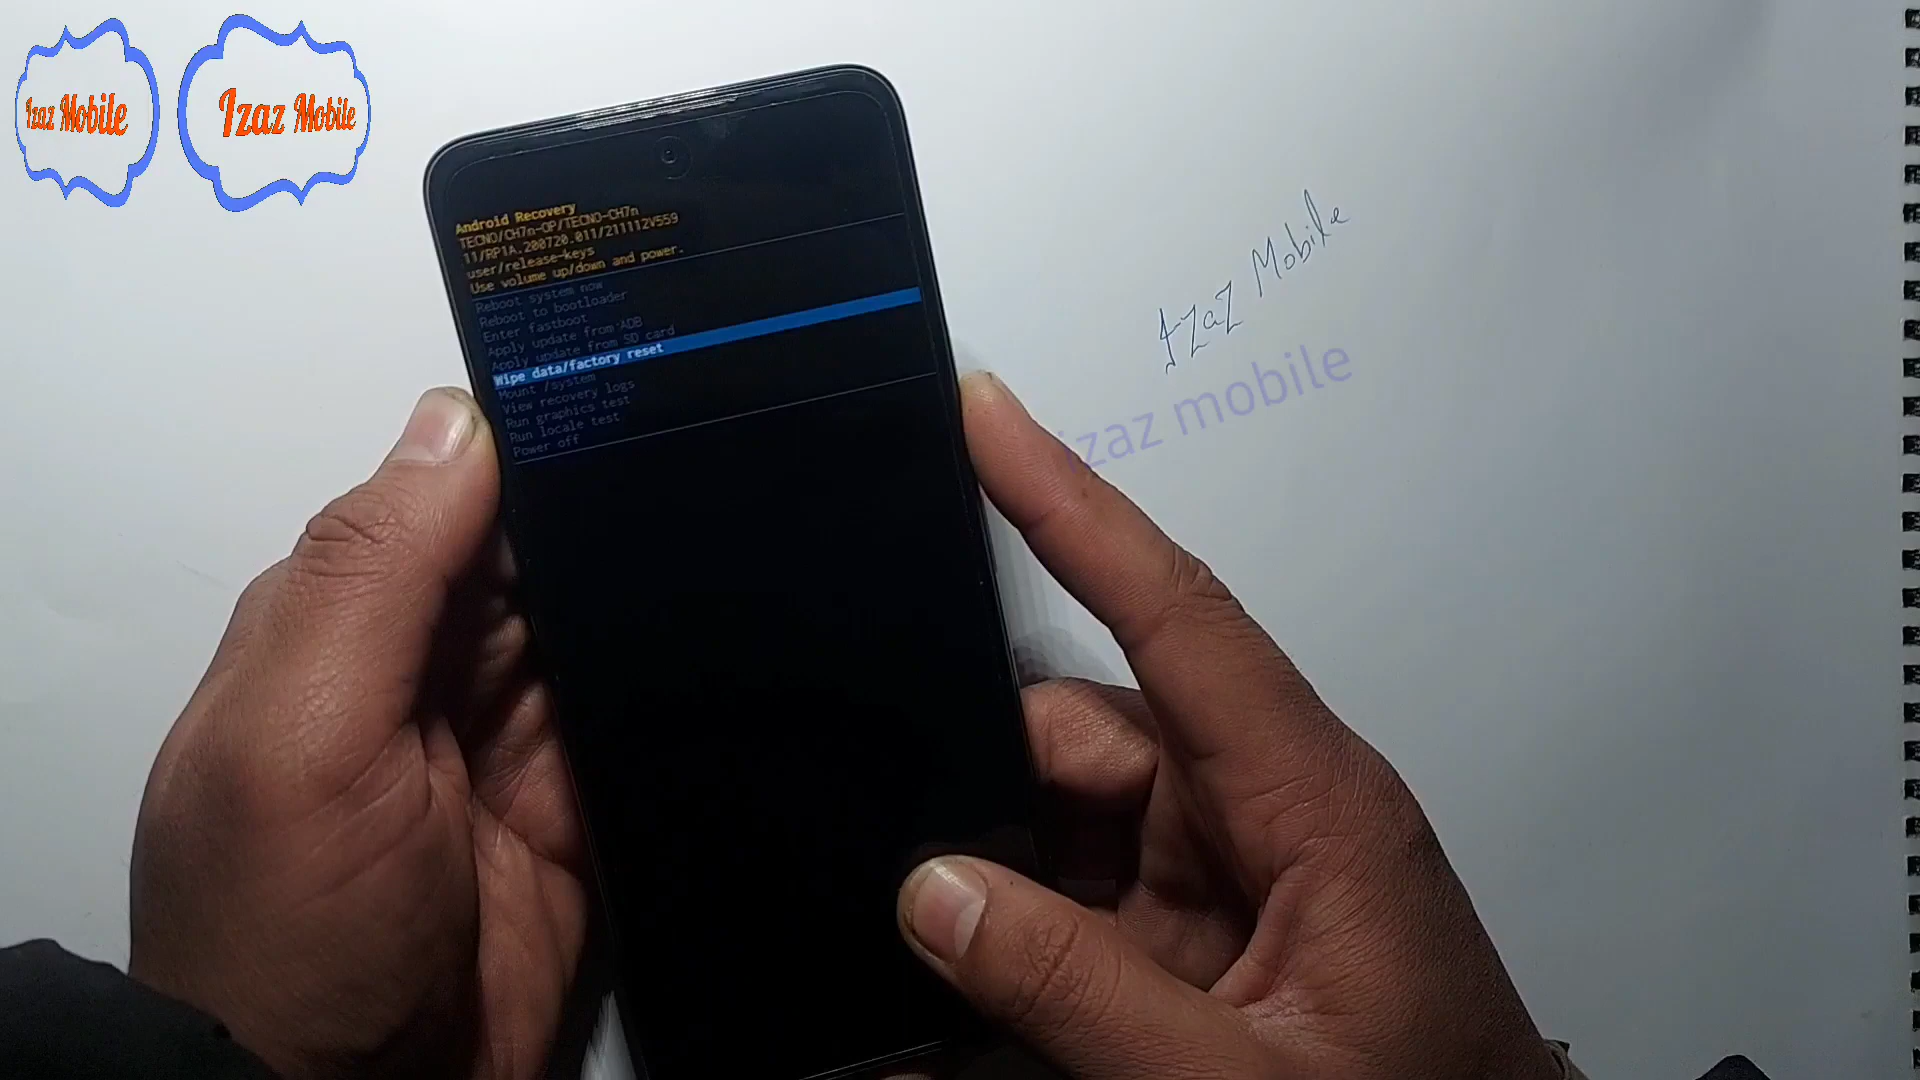 Izaz Mobile
Izaz Mobile
Android Recovery
TECNO/CH7n-OP/TECNO-CH7n
11/RP1A.200720.011/211112V559
user/release-keys
Use volume up/down and power.
Reboot system now
Reboot to bootloader
Enter fastboot
Apply update from ADB
Apply update from SD card
Wipe data/factory reset
Mount /system
View recovery logs
Run graphics test
Run locale test
Power off
Izaz Mobile
izaz mobile